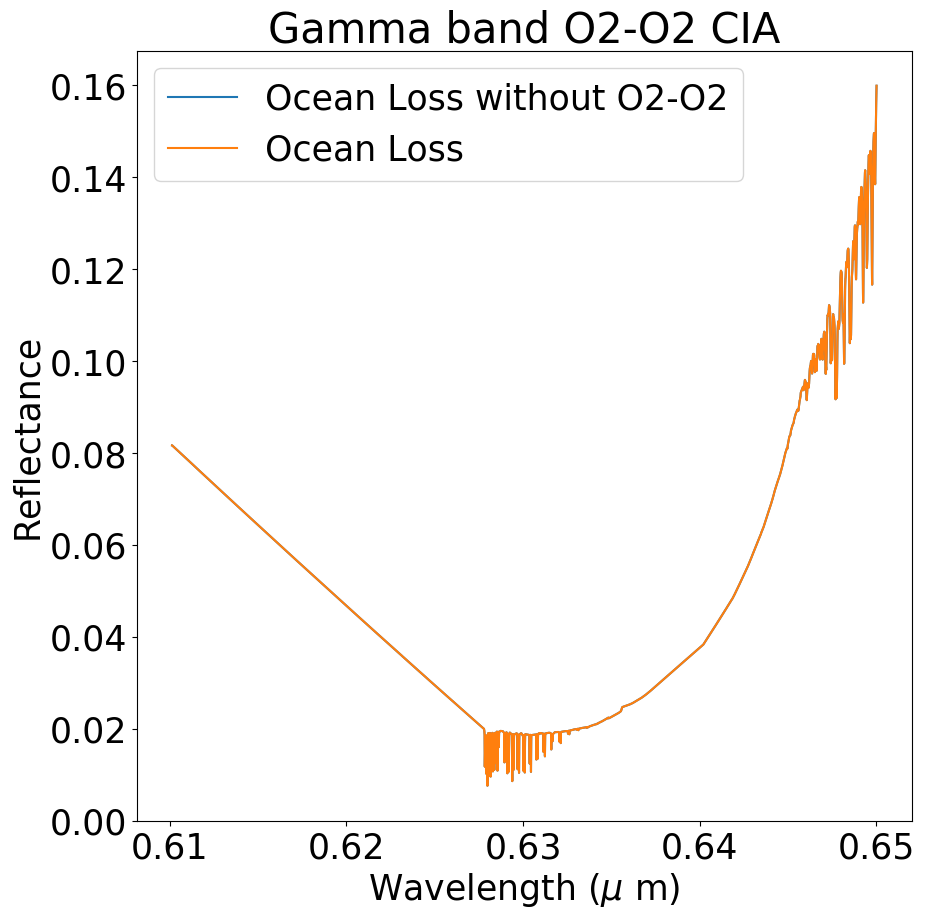 Gamma band O2-O2 CIA
Ocean Loss without O2-O2
Ocean Loss
Reflectance
0.16
0.14
0.12
0.10
0.08
0.06
0.04
0.02
0.00
0.61 0.62 0.63 0.64 0.65
Wavelength (μ m)